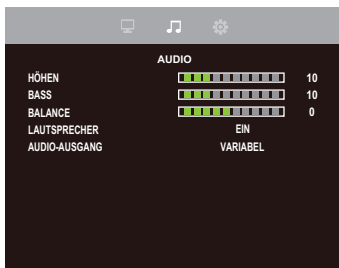 AUDIO
HÖHEN 10
BASS 10
BALANCE 0
LAUTSPRECHER EIN
AUDIO-AUSGANG VARIABEL